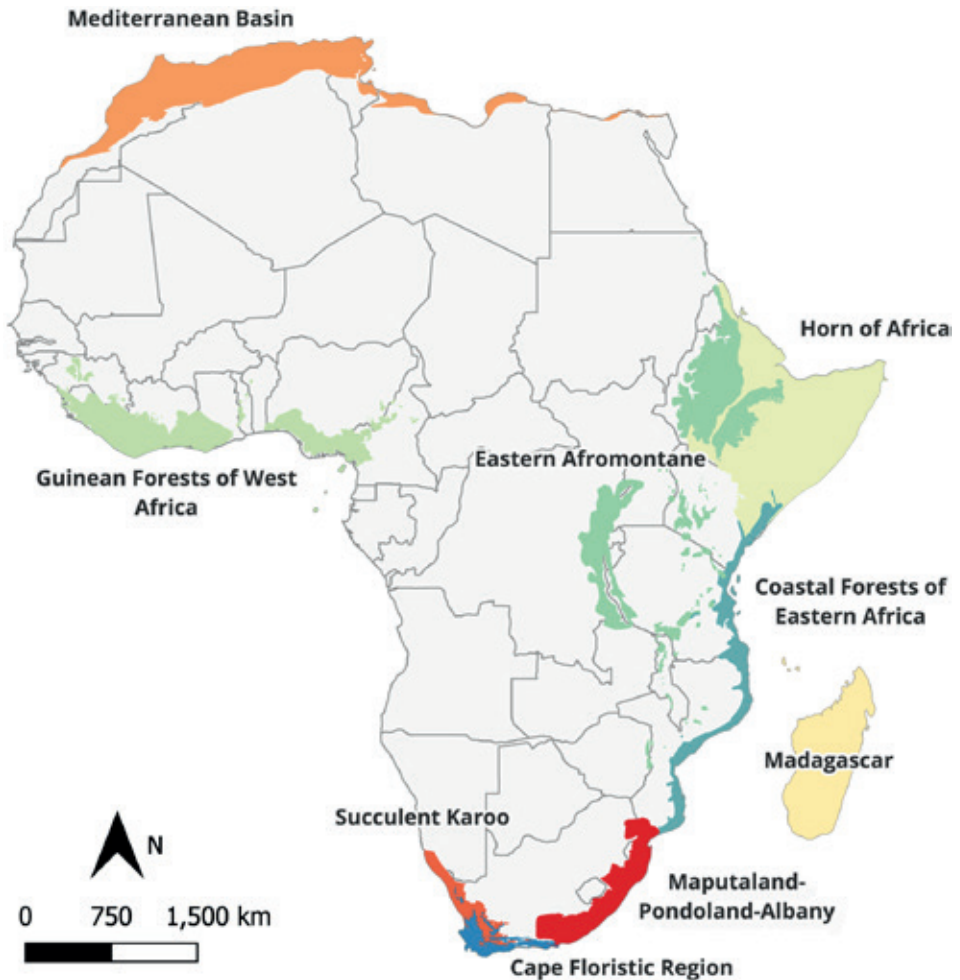 Mediterranean Basin
Horn of Africa
Eastern Afromontane
Guinean Forests of West
Africa
Coastal Forests of
Eastern Africa
Madagascar
Succulent Karoo
N
0 750 1,500 km
Maputaland-
Pondoland-Albany
Cape Floristic Region